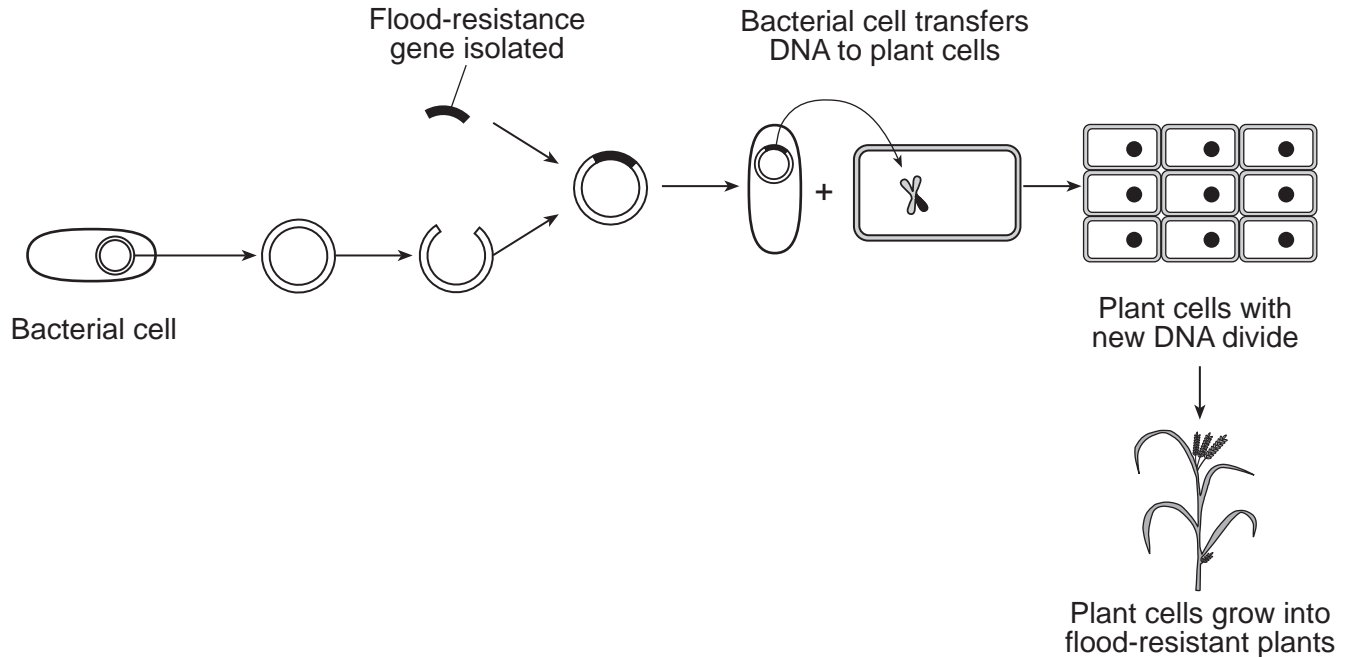 Flood-resistance
gene isolated
Bacterial cell transfers
DNA to plant cells
+
Bacterial cell
Plant cells with
new DNA divide
Plant cells grow into
flood-resistant plants